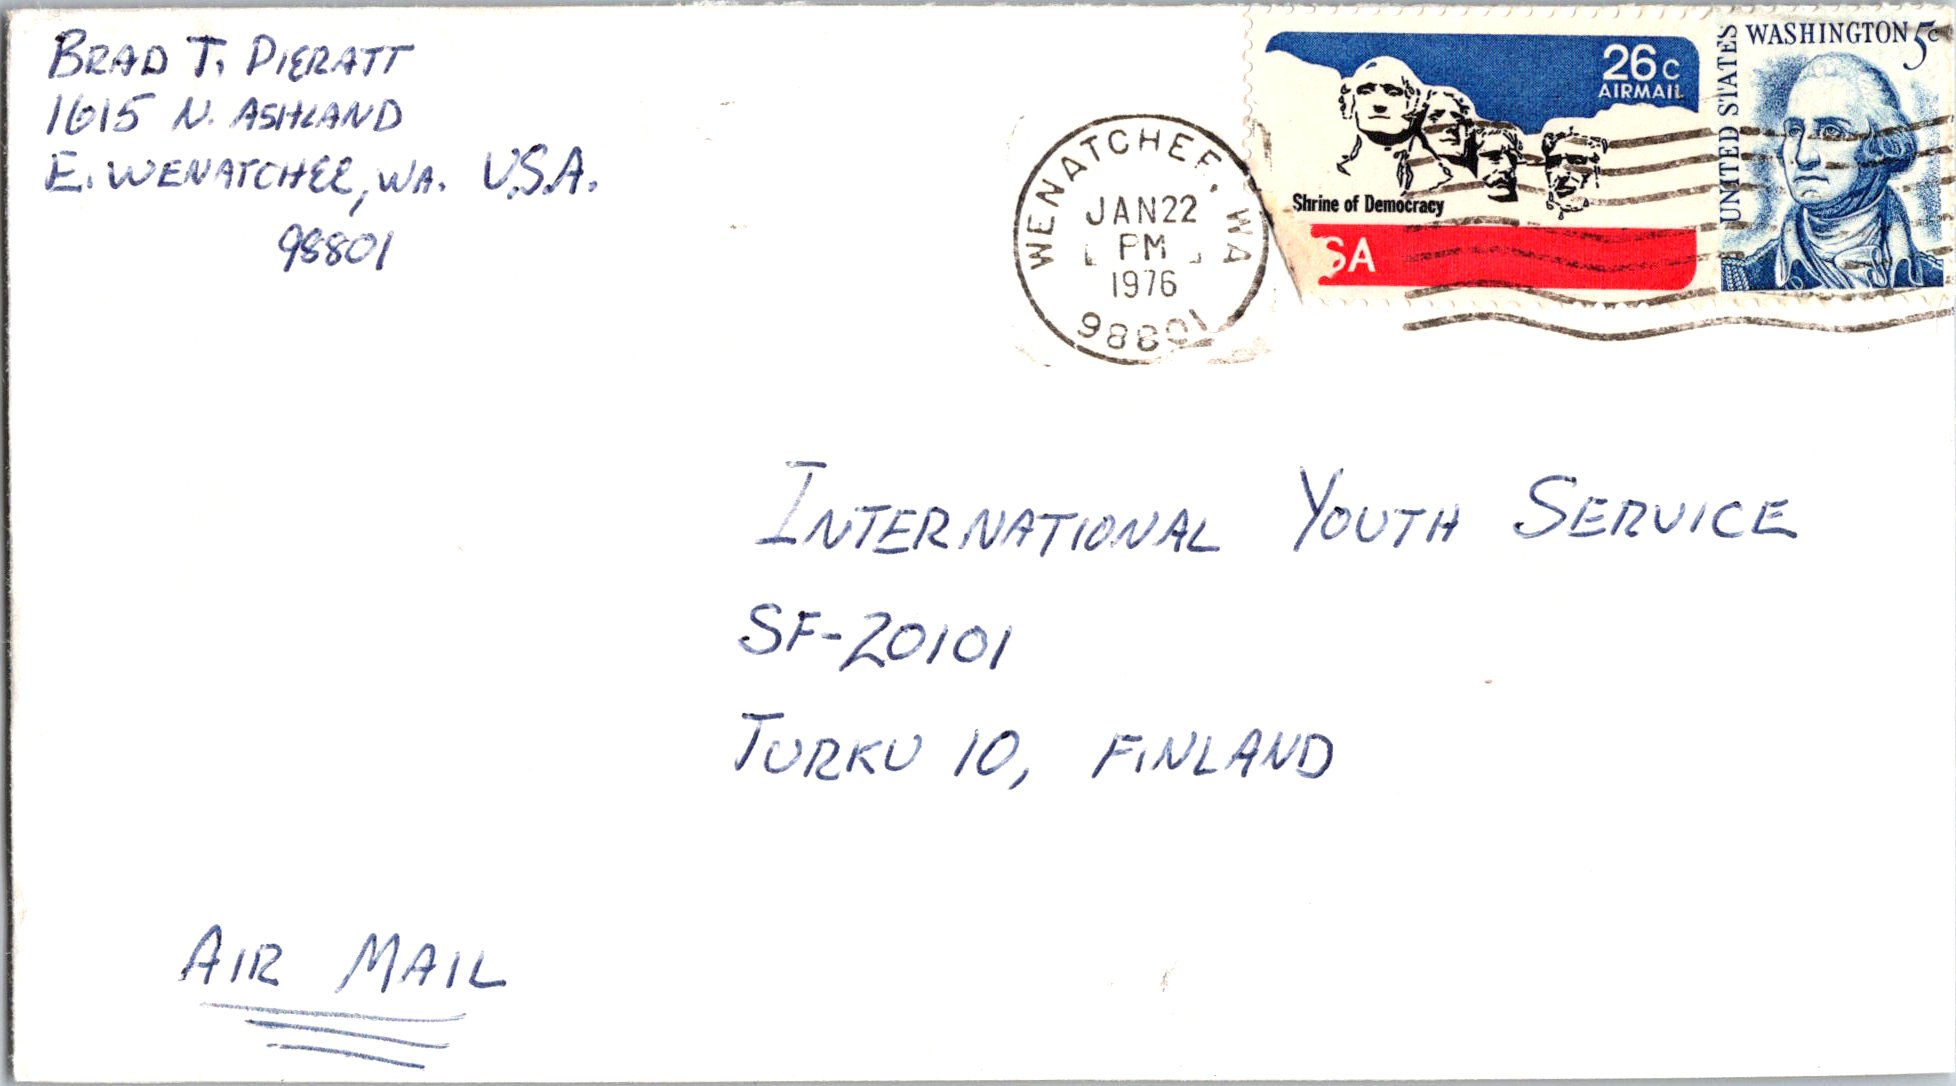 BRAD T. PIERATT
1615 N. ASHLAND
E. WENATCHEE, WA. U.S.A.
98801
WENATCHEE, WA
JAN 22
PM
1976
98801
26c
AIRMAIL
Shrine of Democracy
SA
UNITED STATES
WASHINGTON 5c
INTERNATIONAL YOUTH SERVICE
SF-20101
TURKU 10, FINLAND
AIR MAIL